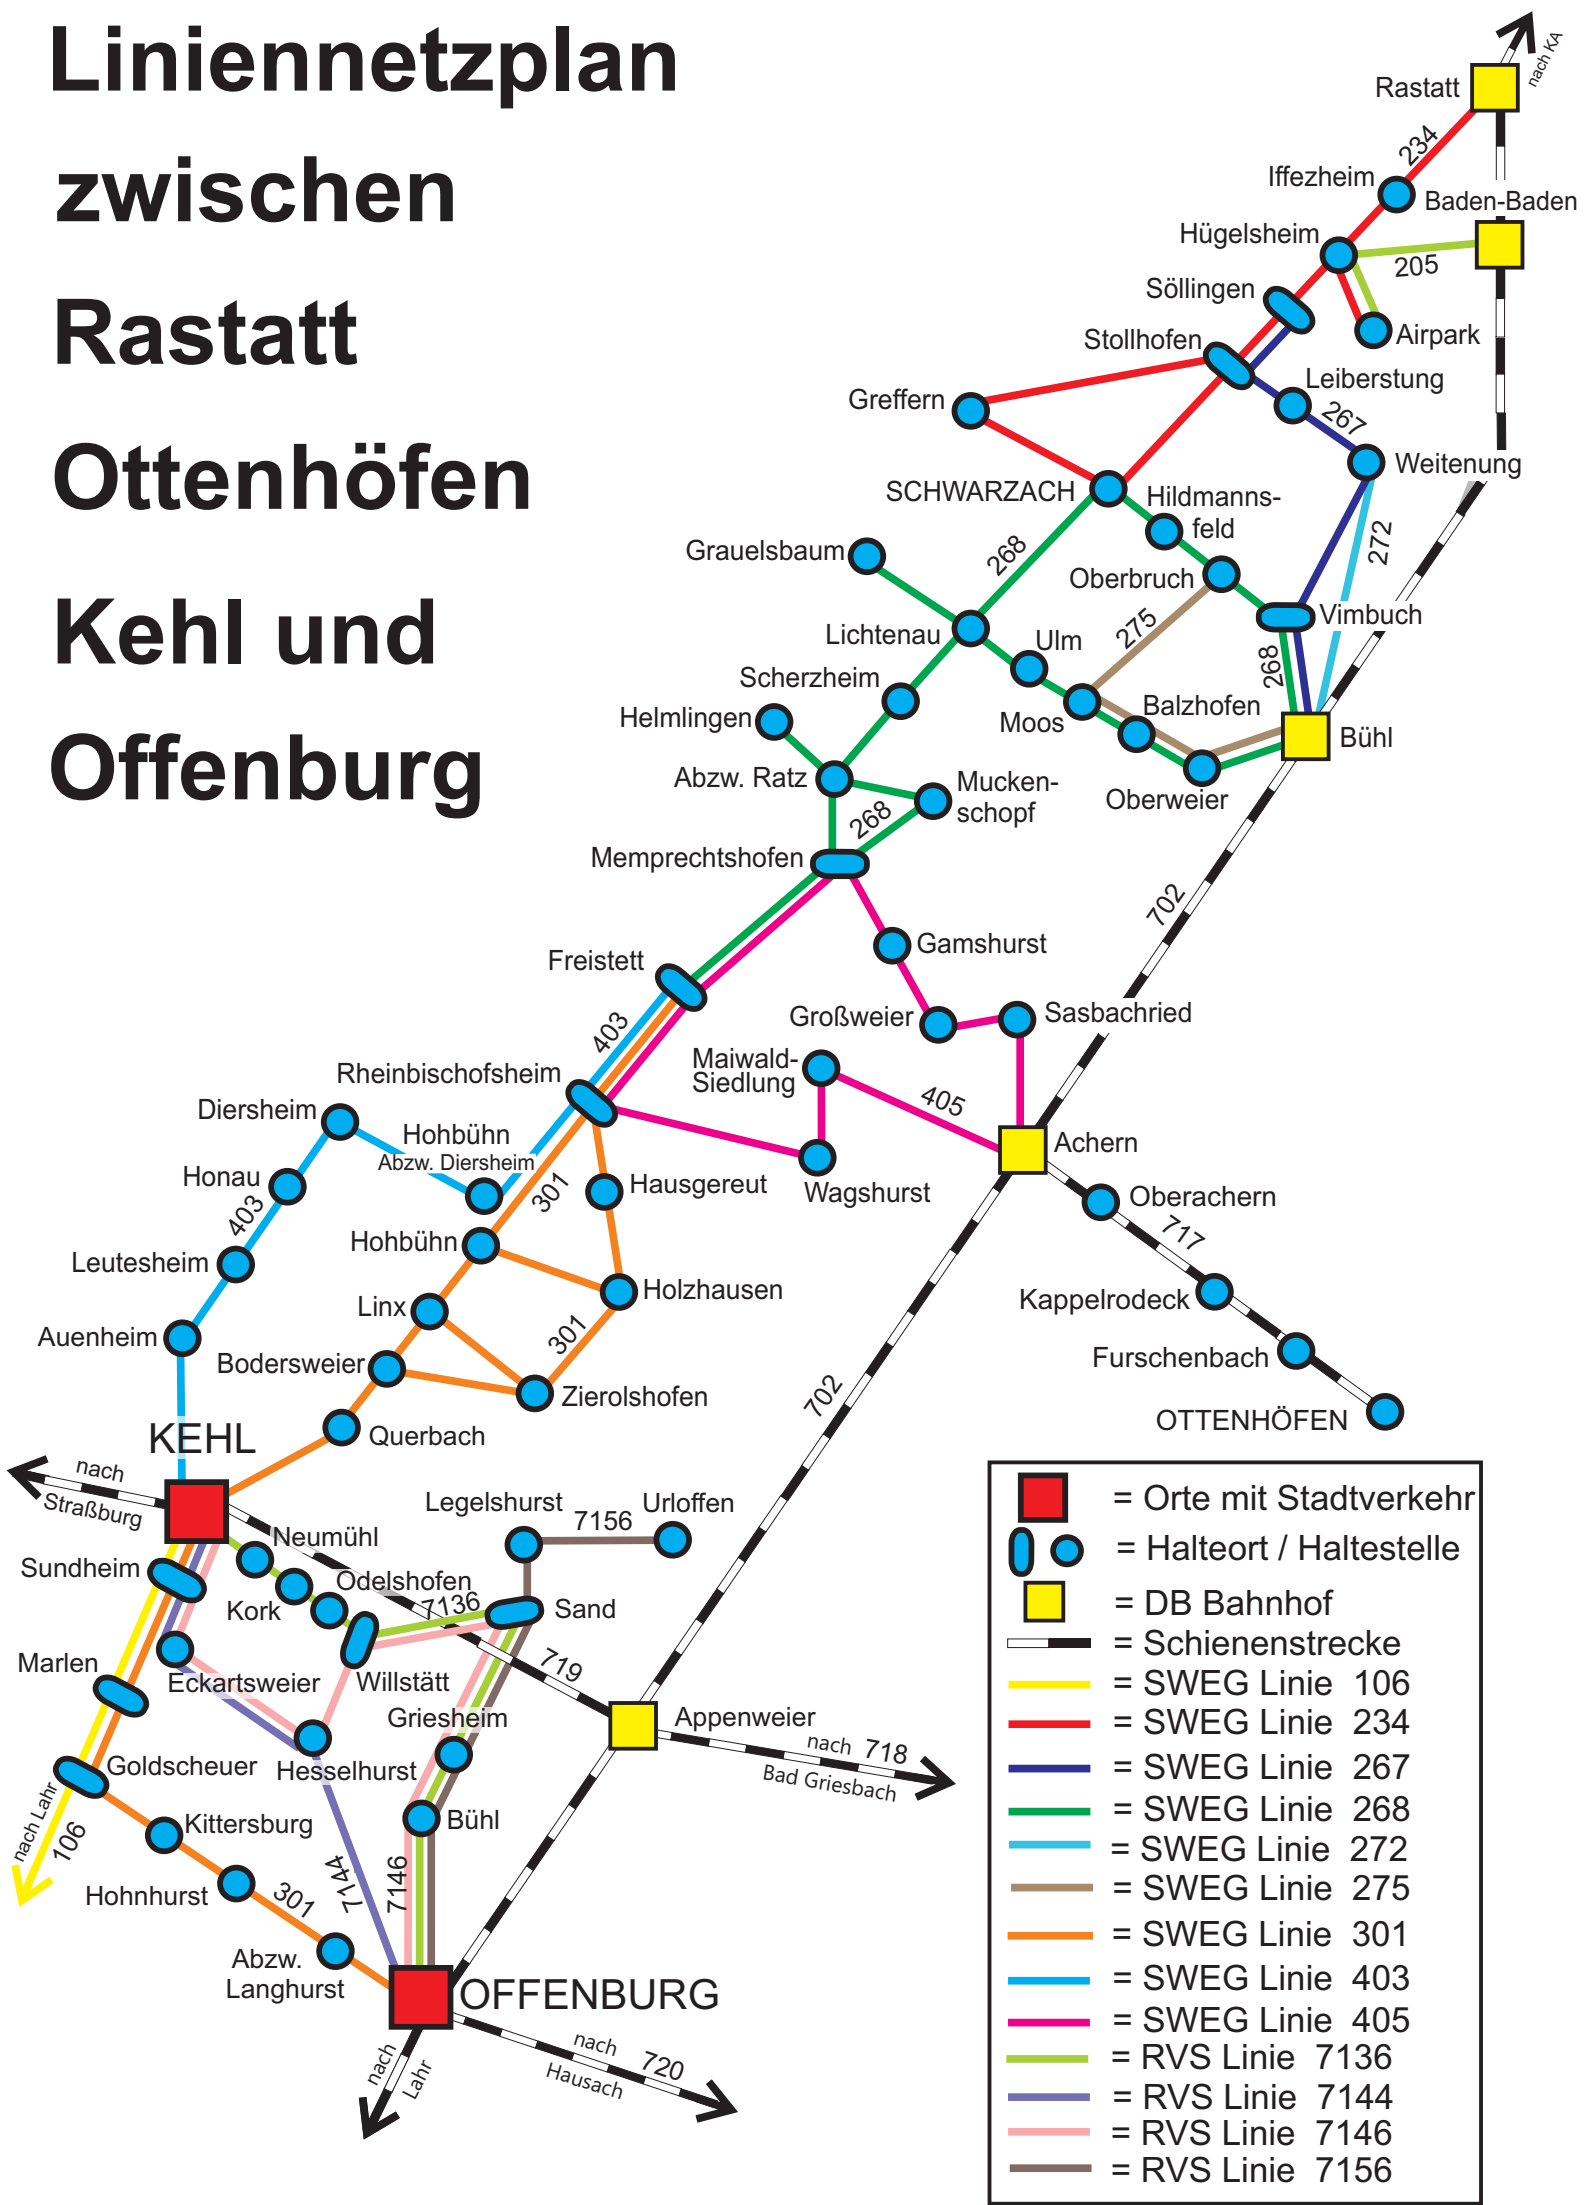 Liniennetzplan
zwischen
Rastatt
Ottenhöfen
Kehl und
Offenburg
nach KA
Rastatt
234
Iffezheim
Baden-Baden
Hügelsheim
205
Söllingen
Airpark
Stollhofen
Leiberstung
Greffern
267
Weitenung
SCHWARZACH
Hildmanns-
feld
272
268
Grauelsbaum
Oberbruch
Vimbuch
Lichtenau
Ulm
275
268
Scherzheim
Helmlingen
Moos
Balzhofen
Bühl
Abzw. Ratz
Mucken-
schopf
Oberweier
268
Memprechtshofen
702
Gamshurst
Freistett
Großweier
Sasbachried
403
Rheinbischofsheim
Maiwald-
Siedlung
405
Diersheim
Hohbühn
Abzw. Diersheim
Achern
Honau
301
Hausgereut
Wagshurst
Oberachern
403
717
Hohbühn
Leutesheim
Holzhausen
Kappelrodeck
Linx
301
Auenheim
Bodersweier
Furschenbach
Zierolshofen
702
OTTENHÖFEN
Querbach
KEHL
nach
Straßburg
Legelshurst
7156
Urloffen
Neumühl
Sundheim
Odelshofen
7136
Kork
Sand
719
Marlen
Eckartsweier
Willstätt
Griesheim
Appenweier
nach 718
Bad Griesbach
Goldscheuer
Hesselhurst
nach Lahr
106
Kittersburg
Bühl
7144
7146
Hohnhurst
301
Abzw.
Langhurst
OFFENBURG
nach
Lahr
nach 720
Hausach
= Orte mit Stadtverkehr
= Halteort / Haltestelle
= DB Bahnhof
= Schienenstrecke
= SWEG Linie 106
= SWEG Linie 234
= SWEG Linie 267
= SWEG Linie 268
= SWEG Linie 272
= SWEG Linie 275
= SWEG Linie 301
= SWEG Linie 403
= SWEG Linie 405
= RVS Linie 7136
= RVS Linie 7144
= RVS Linie 7146
= RVS Linie 7156